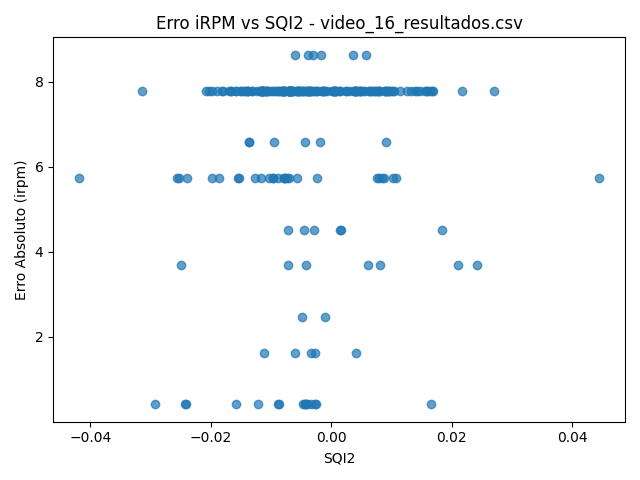 Erro iRPM vs SQI2 - video_16_resultados.csv
Erro Absoluto (irpm)
8
6
4
2
−0.04 −0.02 0.00 0.02 0.04
SQI2